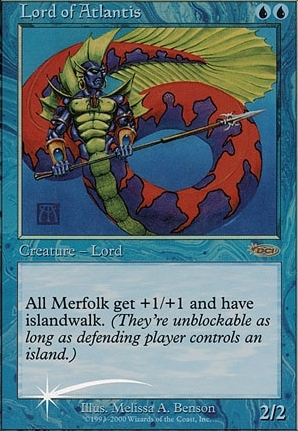 Lord of Atlantis
DCI
Creature – Lord
All Merfolk get +1/+1 and have
islandwalk. (They're unblockable as
long as defending player controls an
island.)
Illus. Melissa A. Benson
©1993–2000 Wizards of the Coast, Inc.
2/2